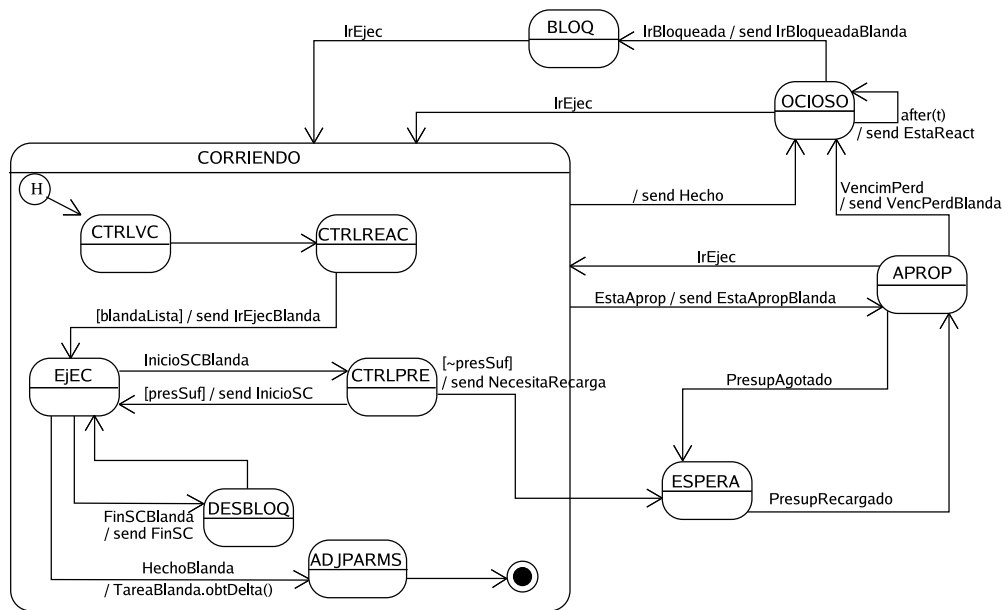 BLOQ
IrEjec
IrBloqueada / send IrBloqueadaBlanda
OCIOSO
IrEjec
after(t)
/ send EstaReact
CORRIENDO
H
VencimPerd
/ send VencPerdBlanda
/ send Hecho
CTRLVC
CTRLREAC
IrEjec
APROP
EstaAprop / send EstaApropBlanda
[blandaLista] / send IrEjecBlanda
InicioSCBlanda
[~presSuf]
/ send NecesitaRecarga
EjEC
CTRLPRE
[presSuf] / send InicioSC
PresupAgotado
ESPERA
PresupRecargado
DESBLOQ
FinSCBlanda
/ send FinSC
ADJPARMS
HechoBlanda
/ TareaBlanda.obtDelta()